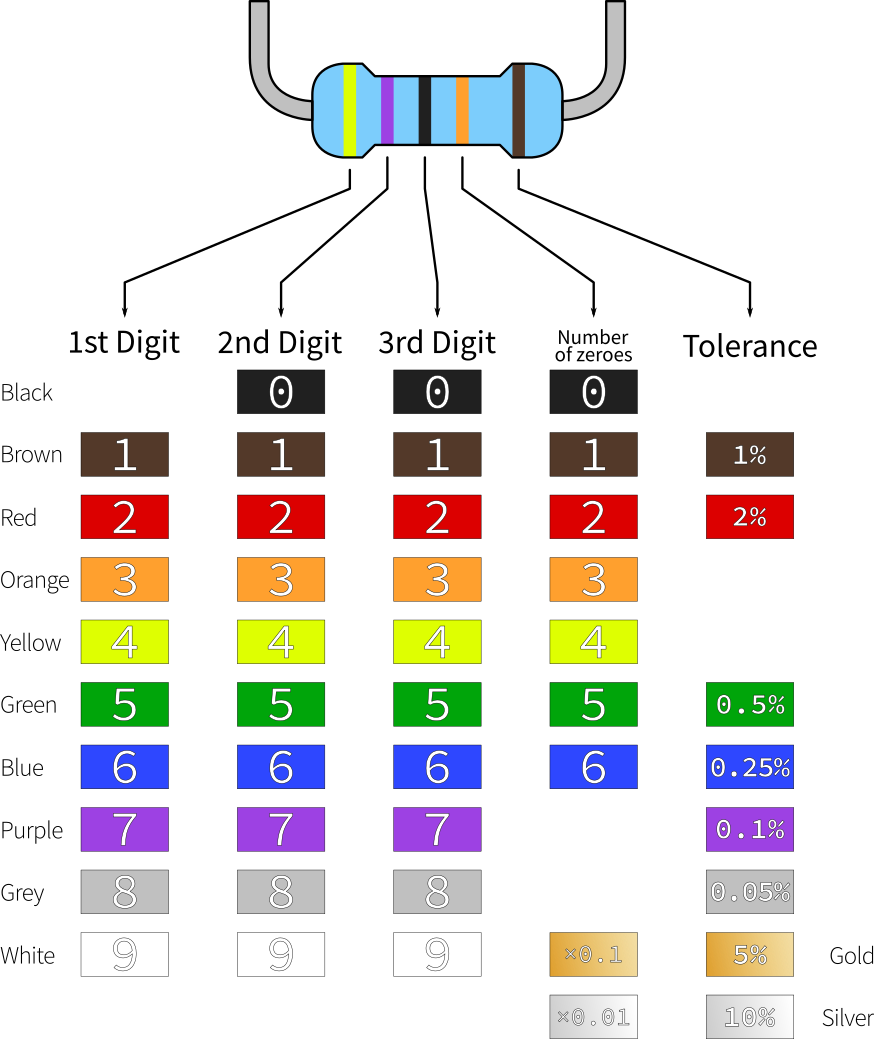 1st Digit 2nd Digit 3rd Digit Number of zeroes Tolerance
Black 0 0 0
Brown 1 1 1 1 1%
Red 2 2 2 2 2%
Orange 3 3 3 3
Yellow 4 4 4 4
Green 5 5 5 5 0.5%
Blue 6 6 6 6 0.25%
Purple 7 7 7 0.1%
Grey 8 8 8 0.05%
White 9 9 9 ×0.1 5% Gold
×0.01 10% Silver